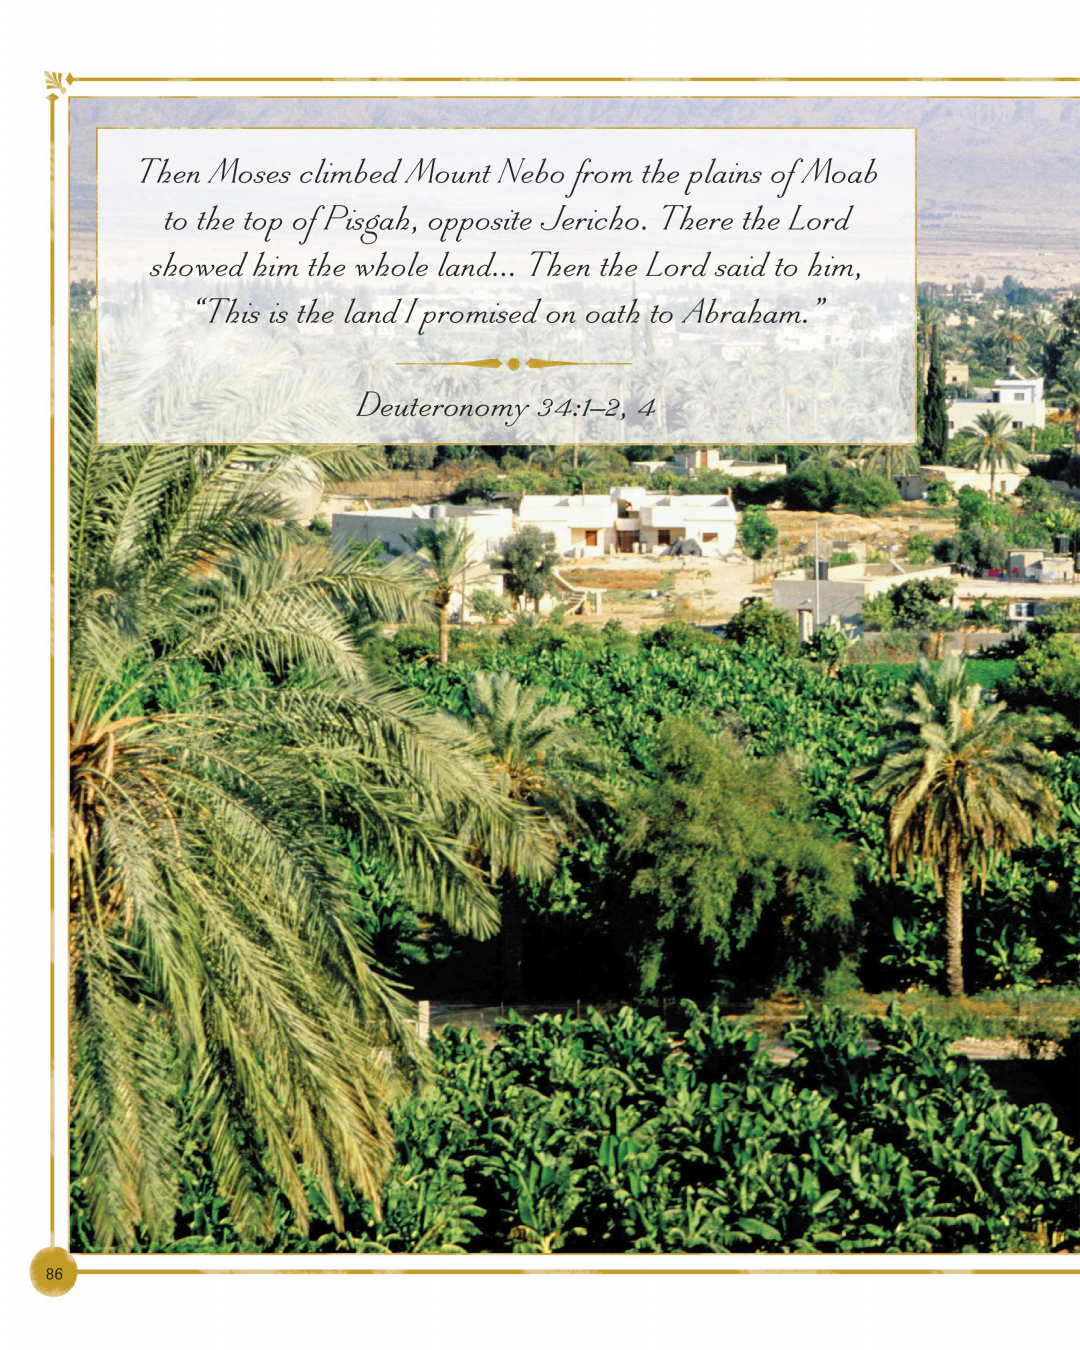 Then Moses climbed Mount Nebo from the plains of Moab
to the top of Pisgah, opposite Jericho. There the Lord
showed him the whole land... Then the Lord said to him,
“This is the land I promised on oath to Abraham.”
Deuteronomy 34:1–2, 4
86